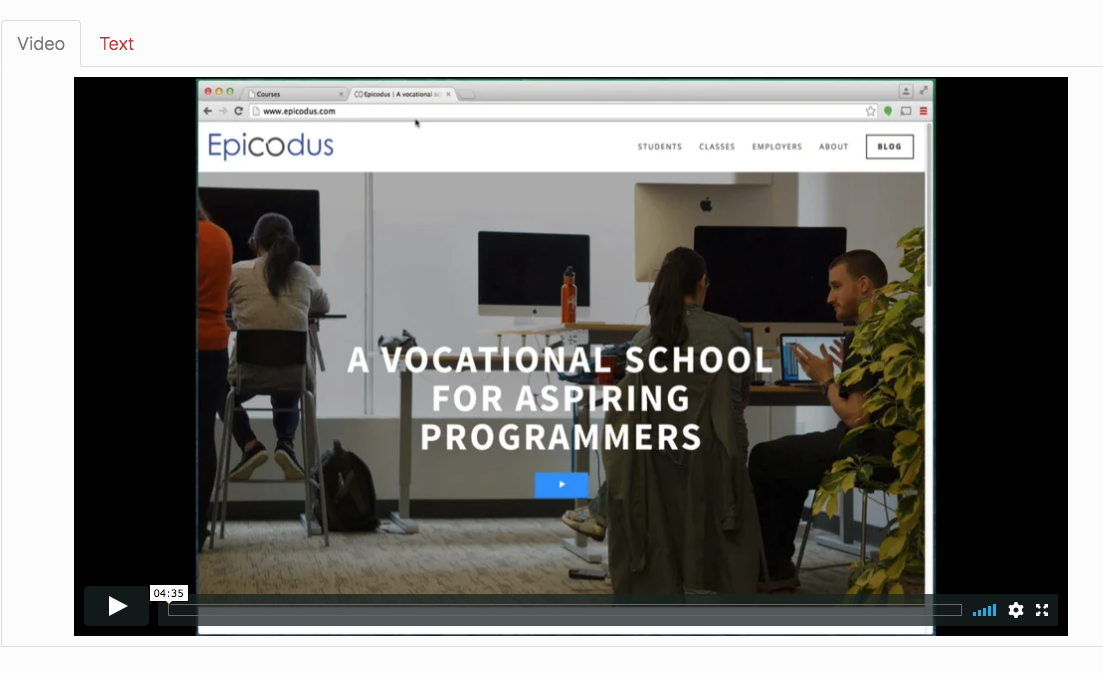 Video Text
Courses
Epicodus | A vocational sc
www.epicodus.com
Epicodus
STUDENTS CLASSES EMPLOYERS ABOUT BLOG
A VOCATIONAL SCHOOL
FOR ASPIRING
PROGRAMMERS
04:35